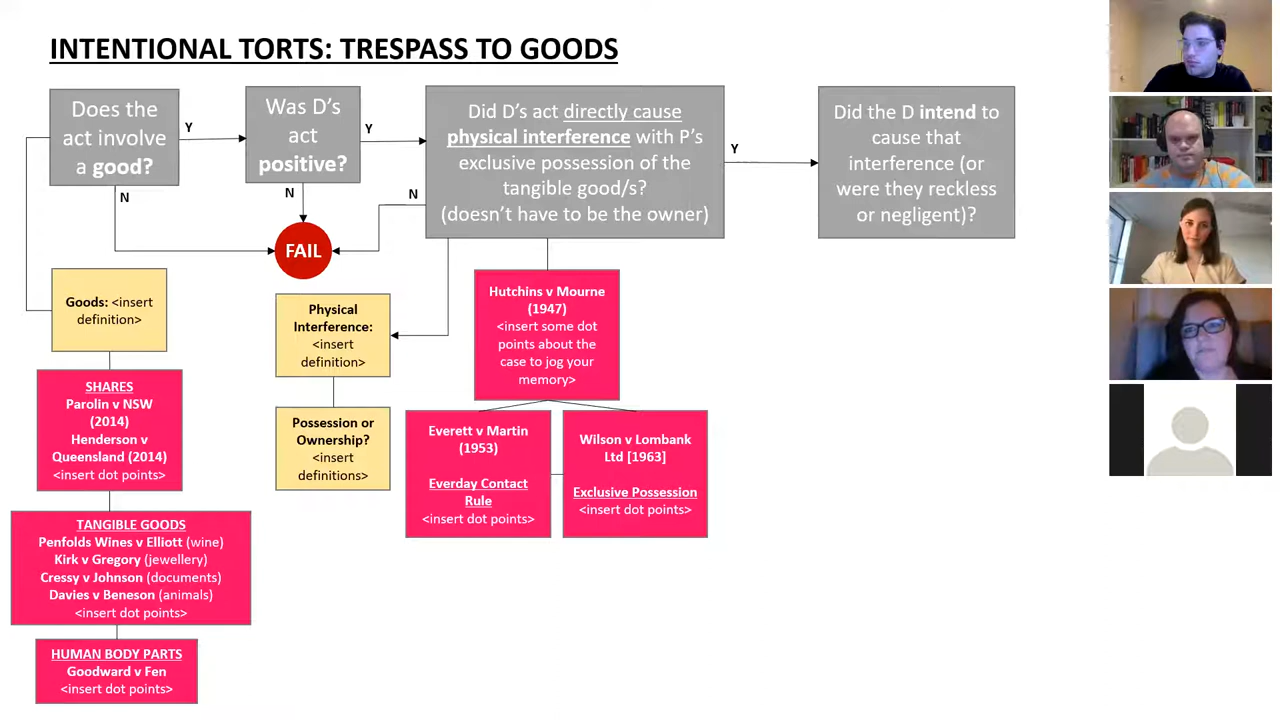 INTENTIONAL TORTS: TRESPASS TO GOODS
Does the
act involve
a good?
Y
Was D's
act
positive?
Y
Did D's act directly cause
physical interference with P's
exclusive possession of the
tangible good/s?
(doesn't have to be the owner)
Y
Did the D intend to
cause that
interference (or
were they reckless
or negligent)?
N
N
N
FAIL
Goods: <insert
definition>
Physical
Interference:
<insert
definition>
Possession or
Ownership?
<insert
definitions>
Hutchins v Mourne
(1947)
<insert some dot
points about the
case to jog your
memory>
Everett v Martin
(1953)
Everday Contact
Rule
<insert dot points>
Wilson v Lombank
Ltd [1963]
Exclusive Possession
<insert dot points>
SHARES
Parolin v NSW
(2014)
Henderson v
Queensland (2014)
<insert dot points>
TANGIBLE GOODS
Penfolds Wines v Elliott (wine)
Kirk v Gregory (jewellery)
Cressy v Johnson (documents)
Davies v Beneson (animals)
<insert dot points>
HUMAN BODY PARTS
Goodward v Fen
<insert dot points>